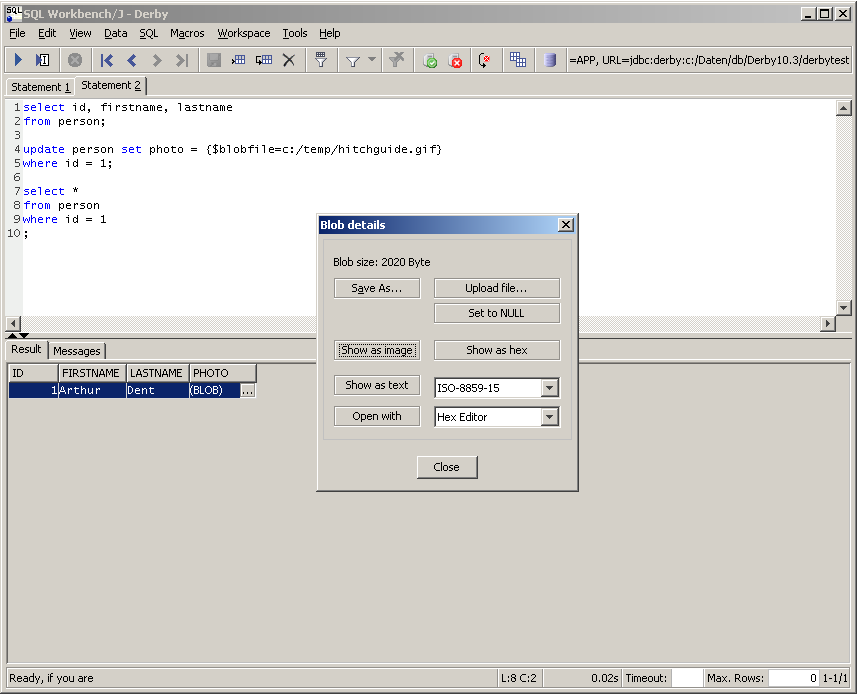 SQL Workbench/J - Derby
File Edit View Data SQL Macros Workspace Tools Help
=APP, URL=jdbc:derby:c:/Daten/db/Derby10.3/derbytest
Statement 1 Statement 2
1 select id, firstname, lastname
2 from person;
3
4 update person set photo = {$blobfile=c:/temp/hitchguide.gif}
5 where id = 1;
6
7 select *
8 from person
9 where id = 1
10 ;
Blob details
Blob size: 2020 Byte
Save As... Upload file...
Set to NULL
Show as image Show as hex
Show as text ISO-8859-15
Open with Hex Editor
Close
Result Messages
ID FIRSTNAME LASTNAME PHOTO
1 Arthur Dent (BLOB) ...
Ready, if you are L:8 C:2 0.02s Timeout: Max. Rows: 0 1-1/1